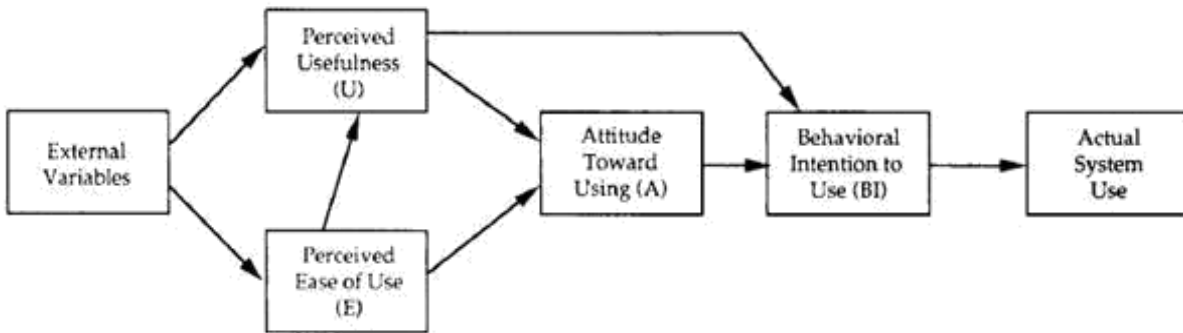 Perceived
Usefulness
(U)
External
Variables
Attitude
Toward
Using (A)
Behavioral
Intention to
Use (BI)
Actual
System
Use
Perceived
Ease of Use
(E)